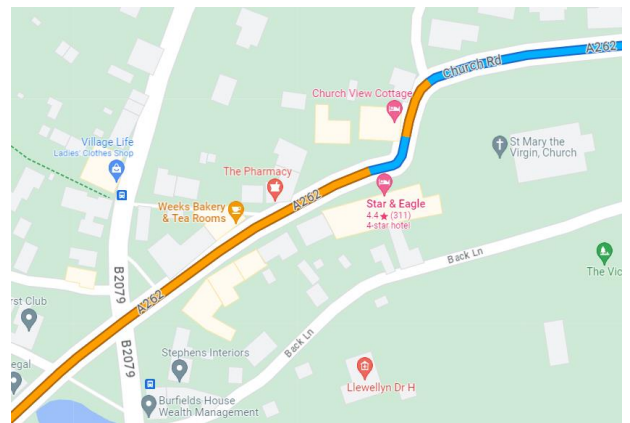 A262
Church Rd
Church View Cottage
Village Life
Ladies' Clothes Shop
St Mary the
Virgin, Church
The Pharmacy
A262
Star & Eagle
4.4★ (311)
4-star hotel
Weeks Bakery
& Tea Rooms
Back Ln
The Vic
B2079
A262
st Club
B2079
Back Ln
Stephens Interiors
egal
Llewellyn Dr H
Burfields House
Wealth Management